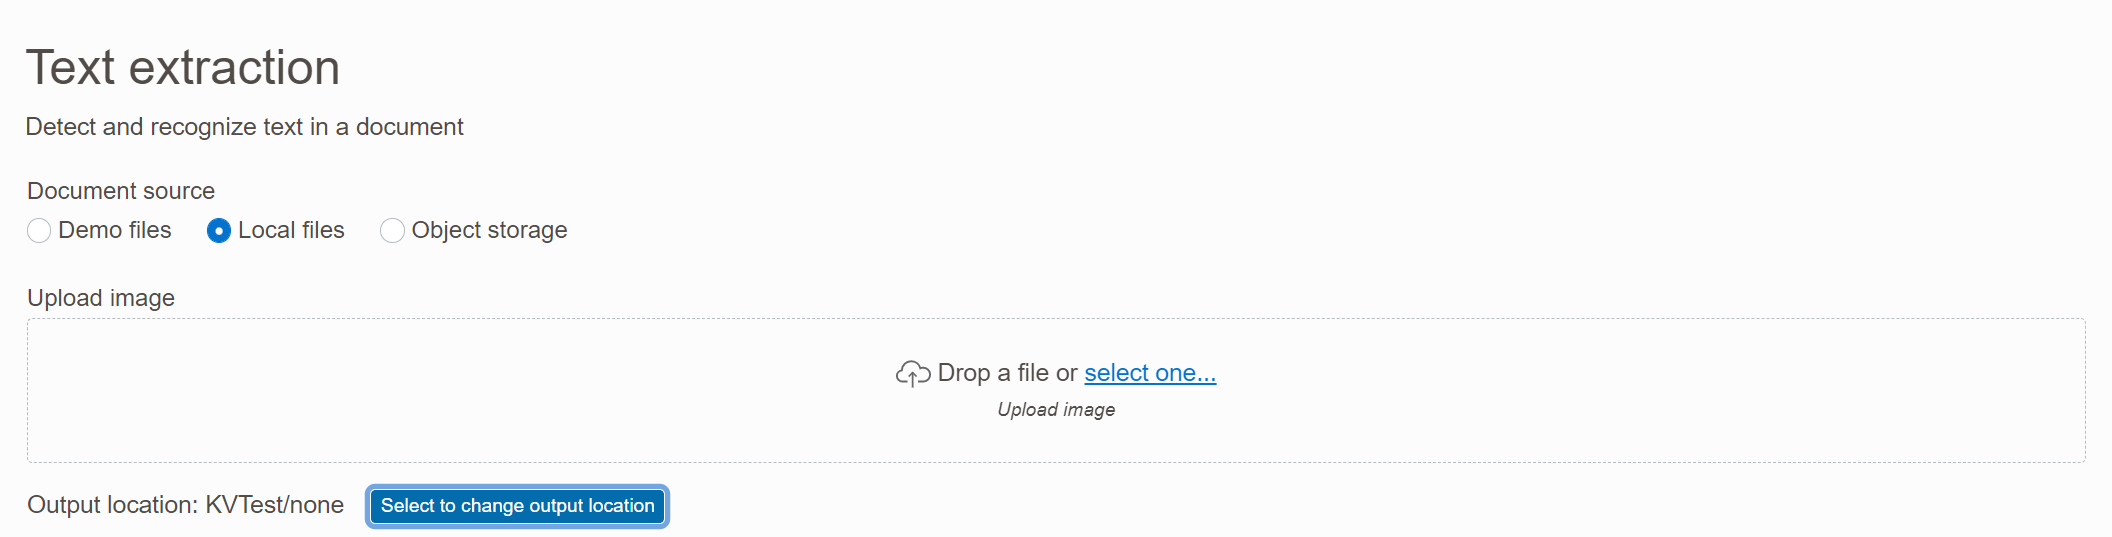 Text extraction
Detect and recognize text in a document
Document source
Demo files Local files Object storage
Upload image
Drop a file or select one...
Upload image
Output location: KVTest/none Select to change output location